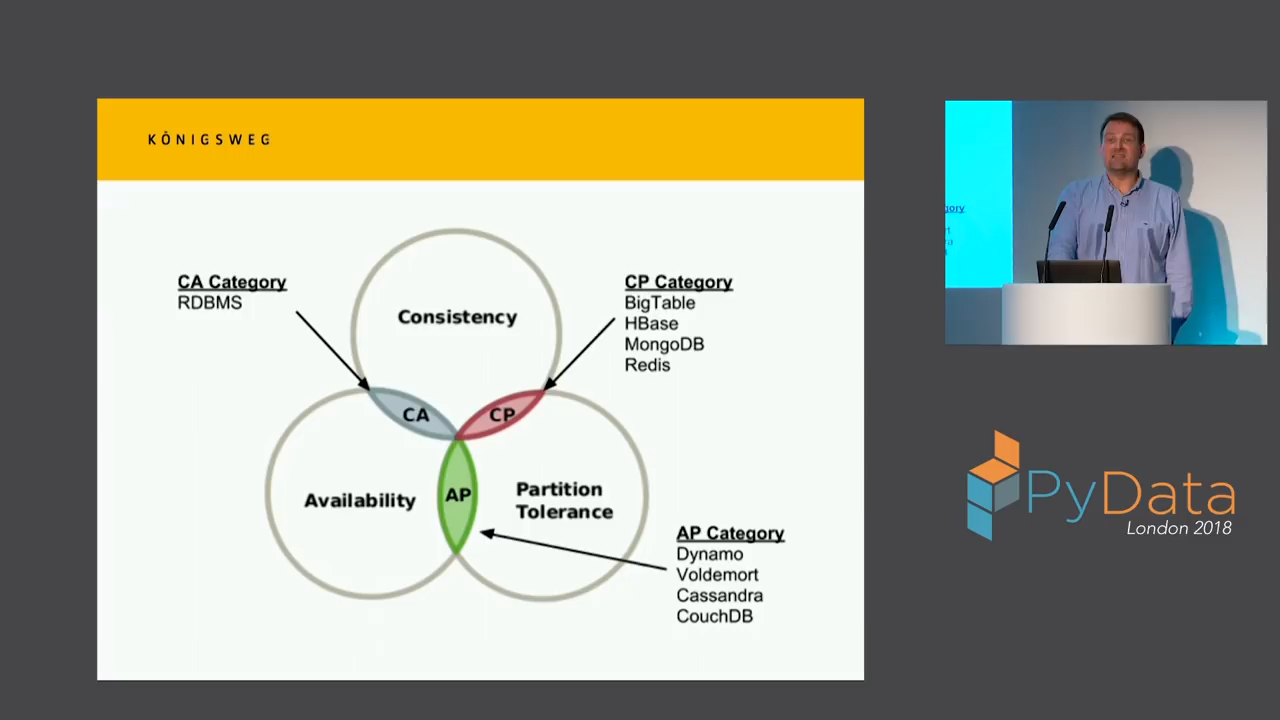 KÖNIGSWEG
CA Category
RDBMS
CP Category
BigTable
HBase
MongoDB
Redis
Consistency
CA
CP
Availability
AP
Partition
Tolerance
AP Category
Dynamo
Voldemort
Cassandra
CouchDB
PyData
London 2018